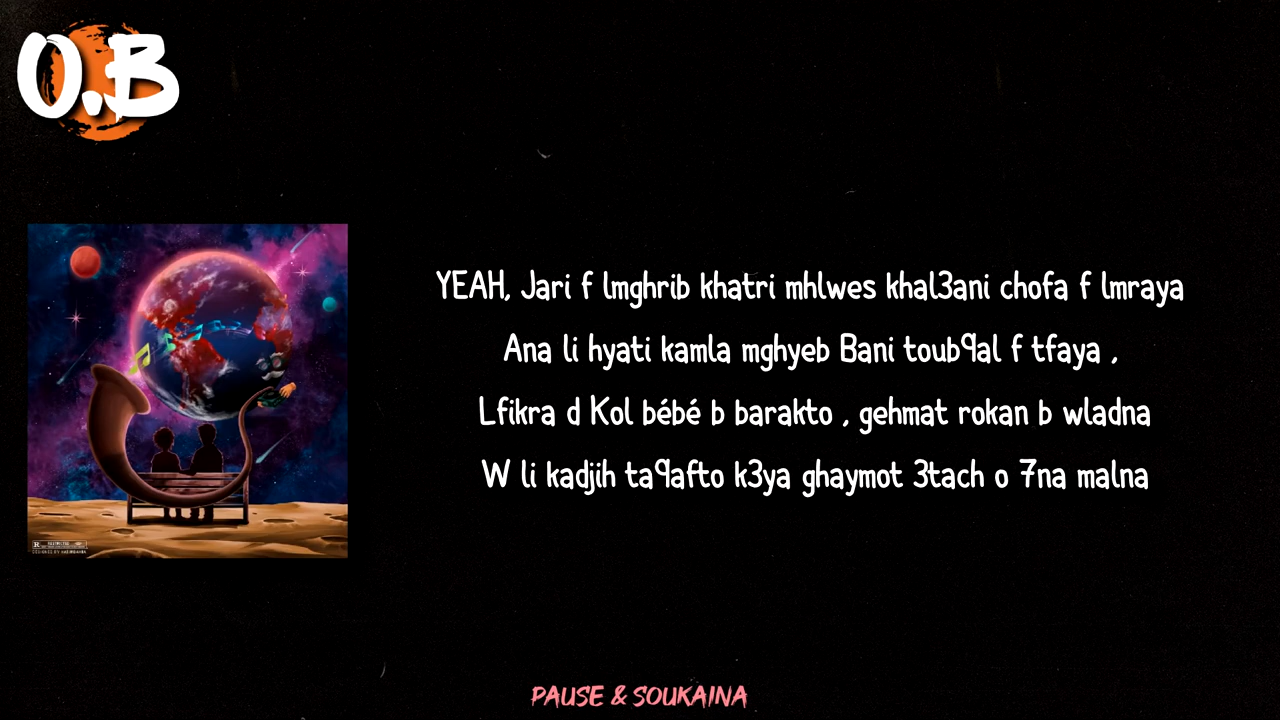 O.B
YEAH, Jari f lmghrib khatri mhlwes khal3ani chofa f lmraya
Ana li hyati kamla mghyeb Bani toub9al f tfaya ,
Lfikra d Kol bébé b barakto , gehmat rokan b wladna
W li kadjih ta9afto k3ya ghaymot 3tach o 7na malna
PAUSE & SOUKAINA